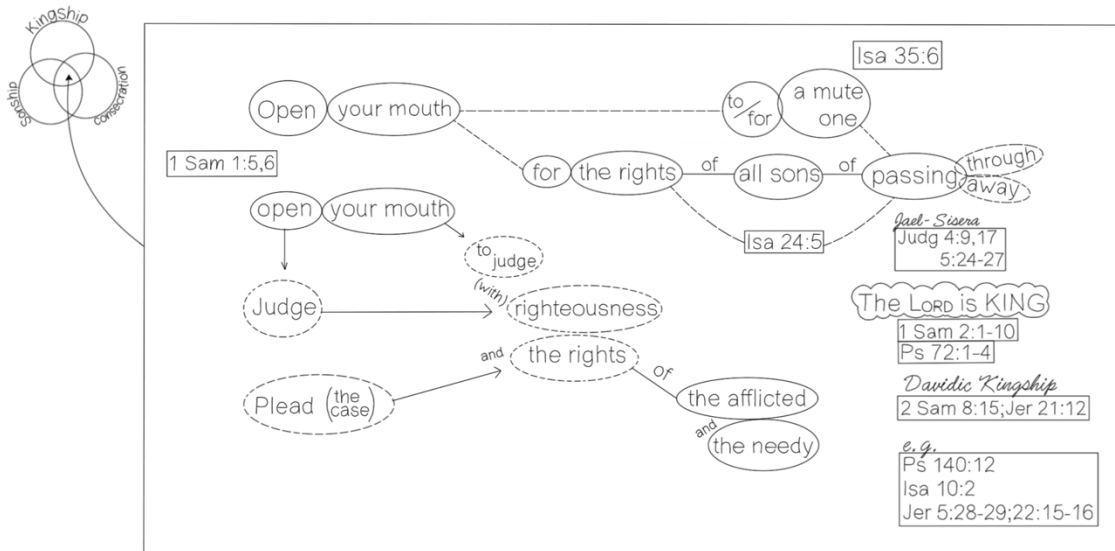 Kingship
Sonship
consecration
Isa 35:6
Open your mouth to/for a mute one
1 Sam 1:5,6
for the rights of all sons of passing through away
open your mouth
Isa 24:5
Jael-Sisera
Judg 4:9,17
5:24-27
to judge
Judge (with) righteousness
The LORD is KING
1 Sam 2:1-10
Ps 72:1-4
and the rights
Plead (the case)
of
the afflicted
and
the needy
Davidic Kingship
2 Sam 8:15;Jer 21:12
e.g.
Ps 140:12
Isa 10:2
Jer 5:28-29;22:15-16